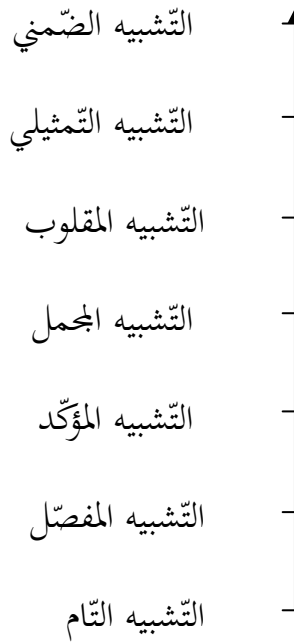 التّشبيه الضّمني
التّشبيه التّمثيلي
التّشبيه المقلوب
التّشبيه المجمل
التّشبيه المؤكّد
التّشبيه المفصّل
التّشبيه التّام